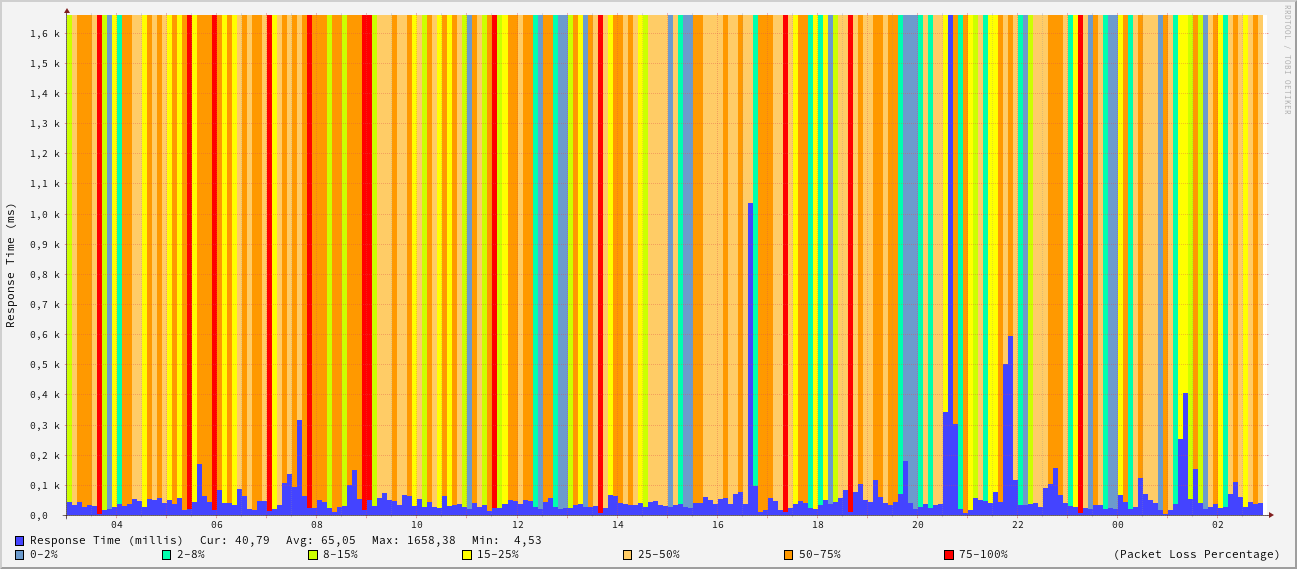 RRDTOOL / TOBI OETIKER
Response Time (ms)
1,6 k
1,5 k
1,4 k
1,3 k
1,2 k
1,1 k
1,0 k
0,9 k
0,8 k
0,7 k
0,6 k
0,5 k
0,4 k
0,3 k
0,2 k
0,1 k
0,0
04 06 08 10 12 14 16 18 20 22 00 02
Response Time (millis) Cur: 40,79 Avg: 65,05 Max: 1658,38 Min: 4,53
0-2% 2-8% 8-15% 15-25% 25-50% 50-75% 75-100% (Packet Loss Percentage)